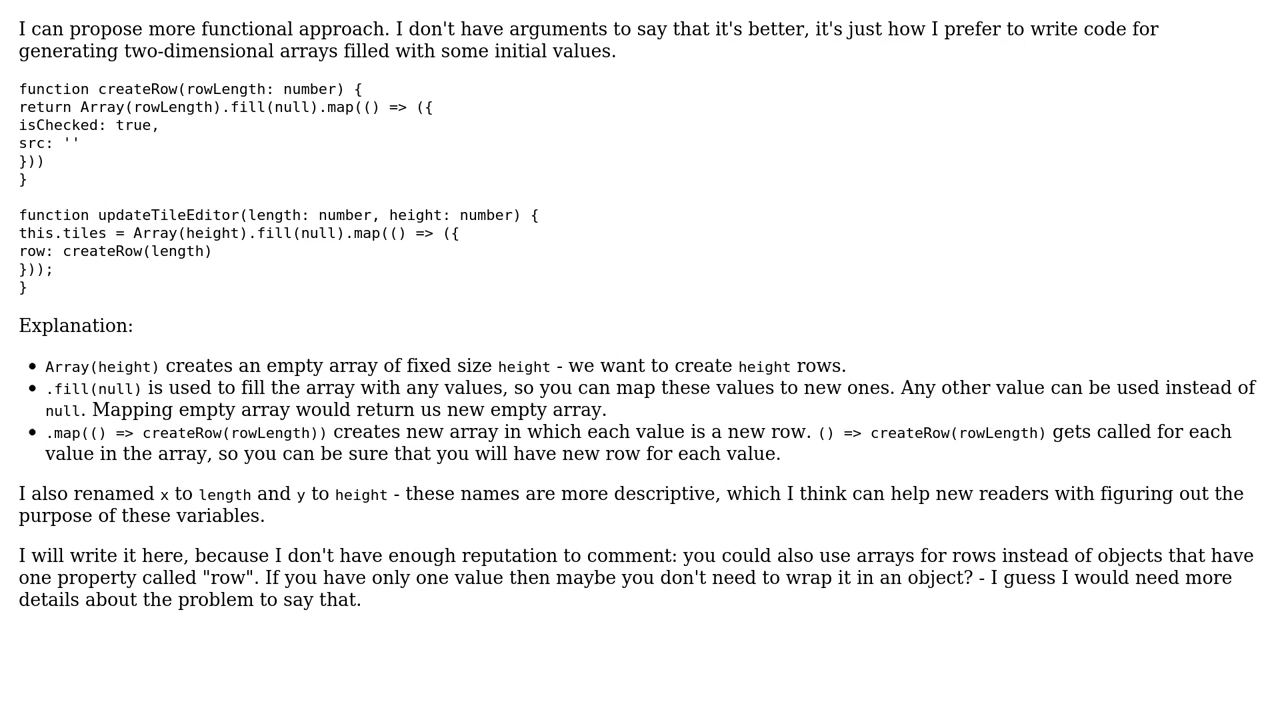 I can propose more functional approach. I don't have arguments to say that it's better, it's just how I prefer to write code for
generating two-dimensional arrays filled with some initial values.
function createRow(rowLength: number) {
return Array(rowLength).fill(null).map(() => ({
isChecked: true,
src: ''
}))
}
function updateTileEditor(length: number, height: number) {
this.tiles = Array(height).fill(null).map(() => ({
row: createRow(length)
}));
}
Explanation:
• Array(height) creates an empty array of fixed size height - we want to create height rows.
• .fill(null) is used to fill the array with any values, so you can map these values to new ones. Any other value can be used instead of
null. Mapping empty array would return us new empty array.
• .map(() => createRow(rowLength)) creates new array in which each value is a new row. () => createRow(rowLength) gets called for each
value in the array, so you can be sure that you will have new row for each value.
I also renamed x to length and y to height - these names are more descriptive, which I think can help new readers with figuring out the
purpose of these variables.
I will write it here, because I don't have enough reputation to comment: you could also use arrays for rows instead of objects that have
one property called "row". If you have only one value then maybe you don't need to wrap it in an object? - I guess I would need more
details about the problem to say that.